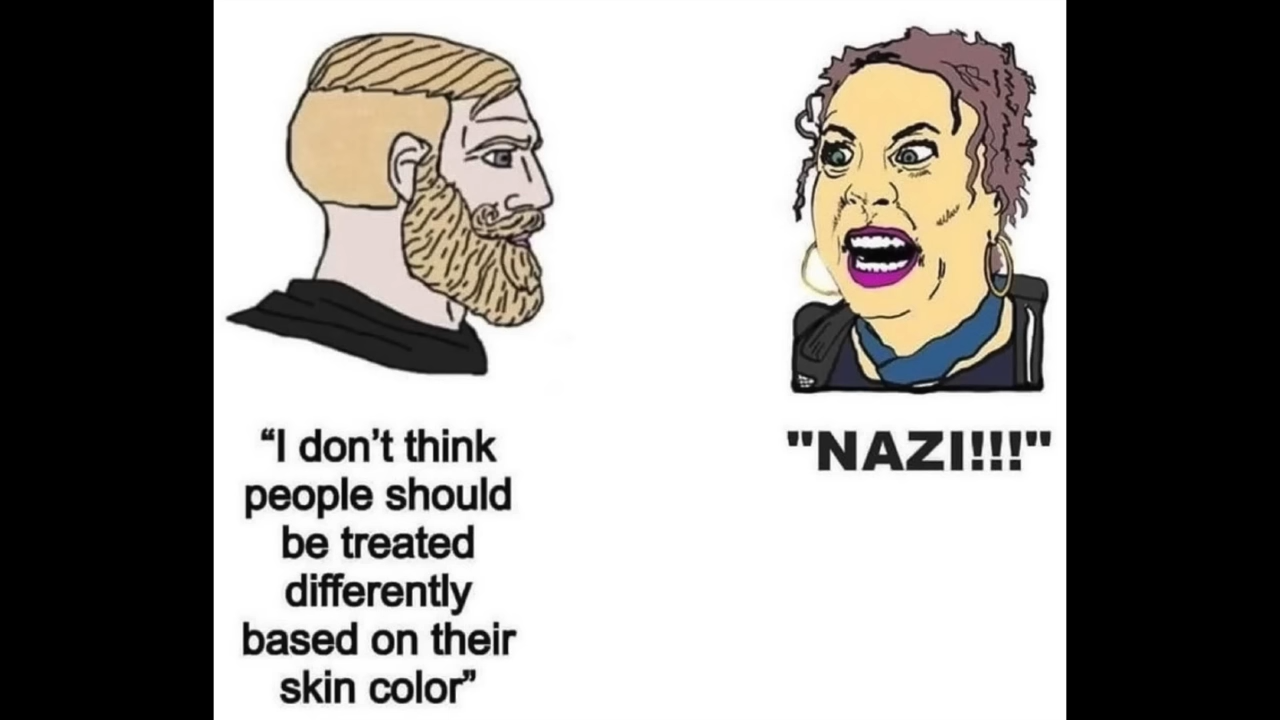 “I don’t think
people should
be treated
differently
based on their
skin color”
"NAZI!!!"